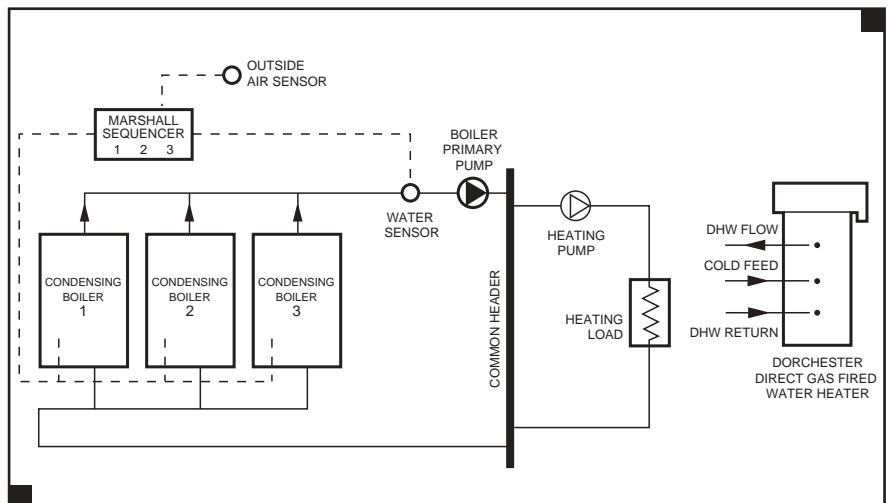 OUTSIDE
AIR SENSOR
MARSHALL
SEQUENCER
1 2 3
BOILER
PRIMARY
PUMP
WATER
SENSOR
CONDENSING
BOILER
1
CONDENSING
BOILER
2
CONDENSING
BOILER
3
COMMON HEADER
HEATING
PUMP
HEATING
LOAD
DHW FLOW
COLD FEED
DHW RETURN
DORCHESTER
DIRECT GAS FIRED
WATER HEATER